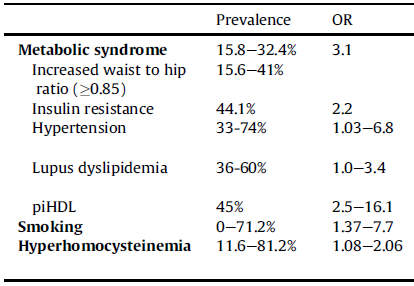 Prevalence OR
Metabolic syndrome 15.8–32.4% 3.1
Increased waist to hip 15.6–41%
ratio (≥0.85)
Insulin resistance 44.1% 2.2
Hypertension 33-74% 1.03–6.8
Lupus dyslipidemia 36-60% 1.0–3.4
piHDL 45% 2.5–16.1
Smoking 0–71.2% 1.37–7.7
Hyperhomocysteinemia 11.6–81.2% 1.08–2.06